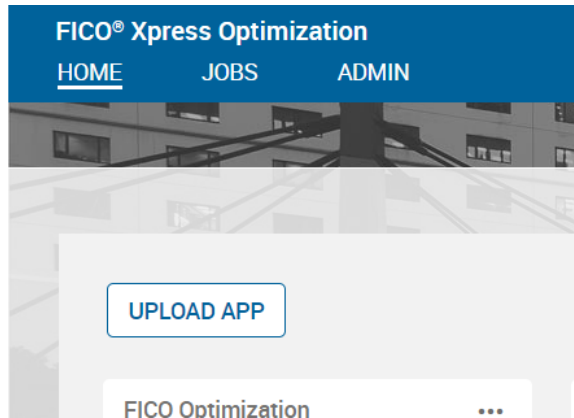 FICO® Xpress Optimization
HOME JOBS ADMIN
UPLOAD APP
FICO Optimization